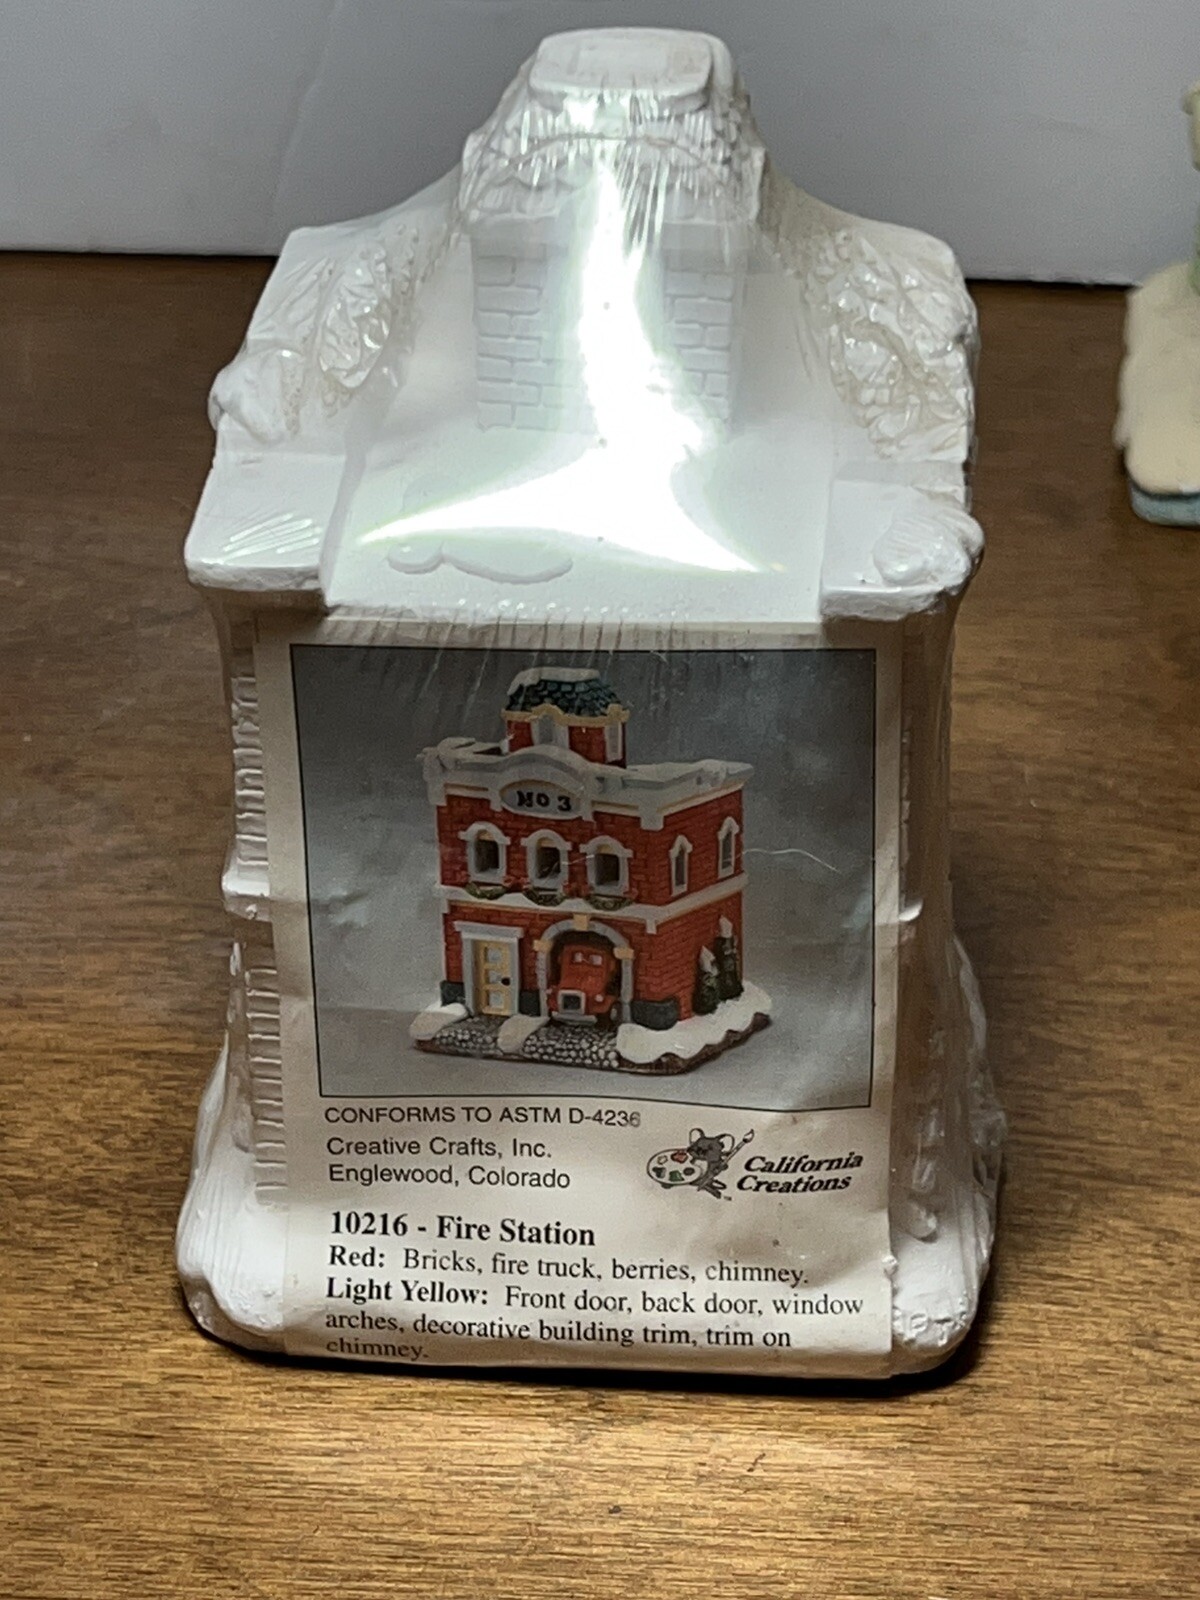 NO 3
CONFORMS TO ASTM D-4236
Creative Crafts, Inc.
Englewood, Colorado
California
Creations
TM
10216 - Fire Station
Red: Bricks, fire truck, berries, chimney.
Light Yellow: Front door, back door, window
arches, decorative building trim, trim on
chimney.